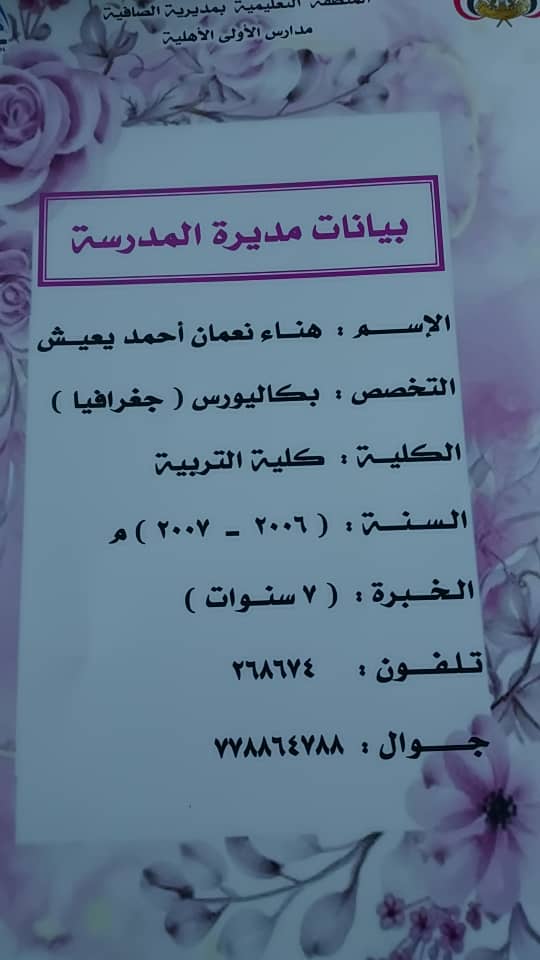 المنطقة التعليمية بمديرية الصافية
مدارس الأولى الأهلية
بيانات مديرة المدرسة
الإسم : هناء نعمان أحمد يعيش
التخصص : بكاليورس ( جغرافيا )
الكلية : كلية التربية
السنة : ( ٢٠٠٦ - ٢٠٠٧ ) م
الخبرة : ( ٧ سنوات )
تلفون : ٢٦٨٦٧٤
جوال : ٧٧٨٨٦٤٧٨٨